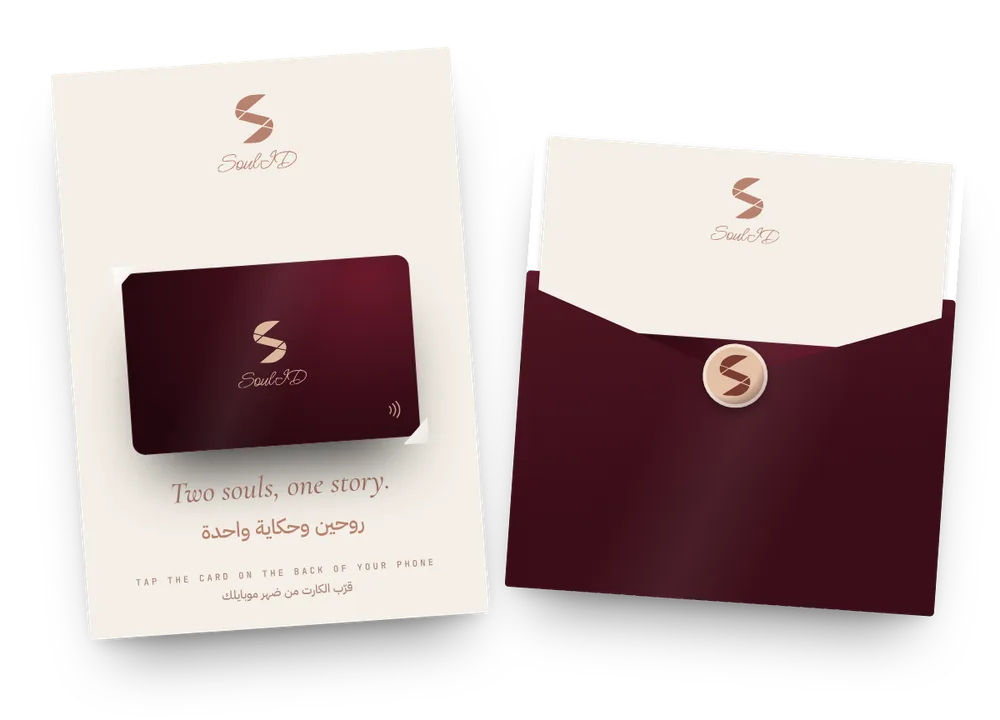 SoulID
SoulID
Two souls, one story.
روحين وحكاية واحدة
TAP THE CARD ON THE BACK OF YOUR PHONE
قرّب الكارت من ضهر موبايلك
SoulID